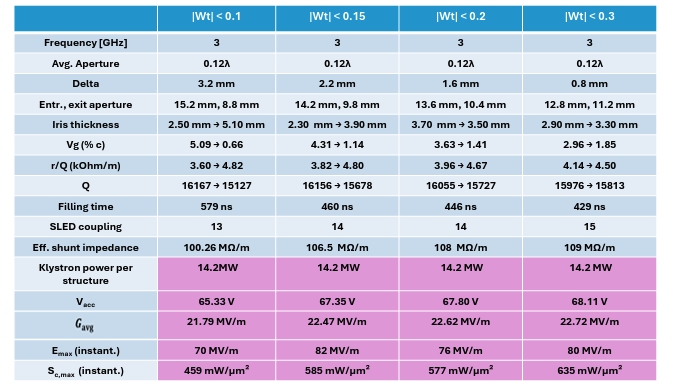 |Wt| < 0.1 |Wt| < 0.15 |Wt| < 0.2 |Wt| < 0.3
Frequency [GHz] 3 3 3 3
Avg. Aperture 0.12λ 0.12λ 0.12λ 0.12λ
Delta 3.2 mm 2.2 mm 1.6 mm 0.8 mm
Entr., exit aperture 15.2 mm, 8.8 mm 14.2 mm, 9.8 mm 13.6 mm, 10.4 mm 12.8 mm, 11.2 mm
Iris thickness 2.50 mm → 5.10 mm 2.30 mm → 3.90 mm 3.70 mm → 3.50 mm 2.90 mm → 3.30 mm
Vg (% c) 5.09 → 0.66 4.31 → 1.14 3.63 → 1.41 2.96 → 1.85
r/Q (kOhm/m) 3.60 → 4.82 3.82 → 4.80 3.96 → 4.67 4.14 → 4.50
Q 16167 → 15127 16156 → 15678 16055 → 15727 15976 → 15813
Filling time 579 ns 460 ns 446 ns 429 ns
SLED coupling 13 14 14 15
Eff. shunt impedance 100.26 MΩ/m 106.5 MΩ/m 108 MΩ/m 109 MΩ/m
Klystron power per structure 14.2MW 14.2 MW 14.2 MW 14.2 MW
Vacc 65.33 V 67.35 V 67.80 V 68.11 V
Gavg 21.79 MV/m 22.47 MV/m 22.62 MV/m 22.72 MV/m
Emax (instant.) 70 MV/m 82 MV/m 76 MV/m 80 MV/m
Sc,max (instant.) 459 mW/μm² 585 mW/μm² 577 mW/μm² 635 mW/μm²